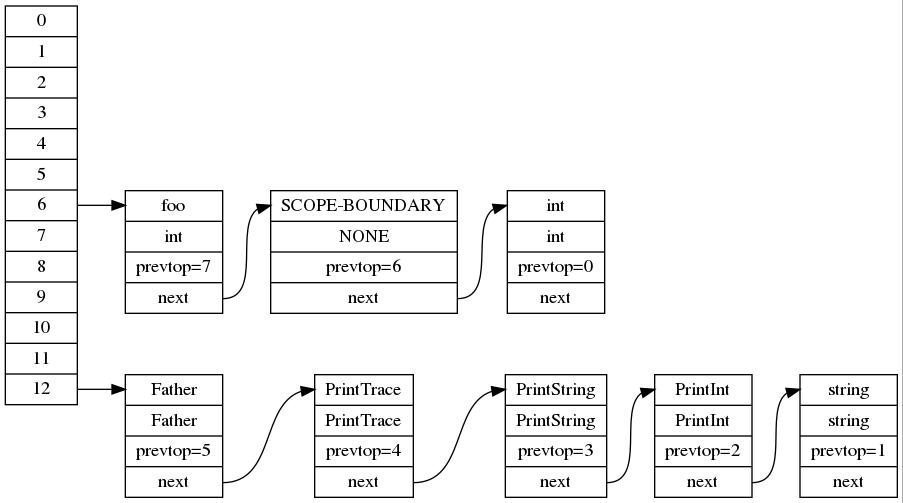 0
1
2
3
4
5
6
7
8
9
10
11
12
foo
int
prevtop=7
next
SCOPE-BOUNDARY
NONE
prevtop=6
next
int
int
prevtop=0
next
Father
Father
prevtop=5
next
PrintTrace
PrintTrace
prevtop=4
next
PrintString
PrintString
prevtop=3
next
PrintInt
PrintInt
prevtop=2
next
string
string
prevtop=1
next